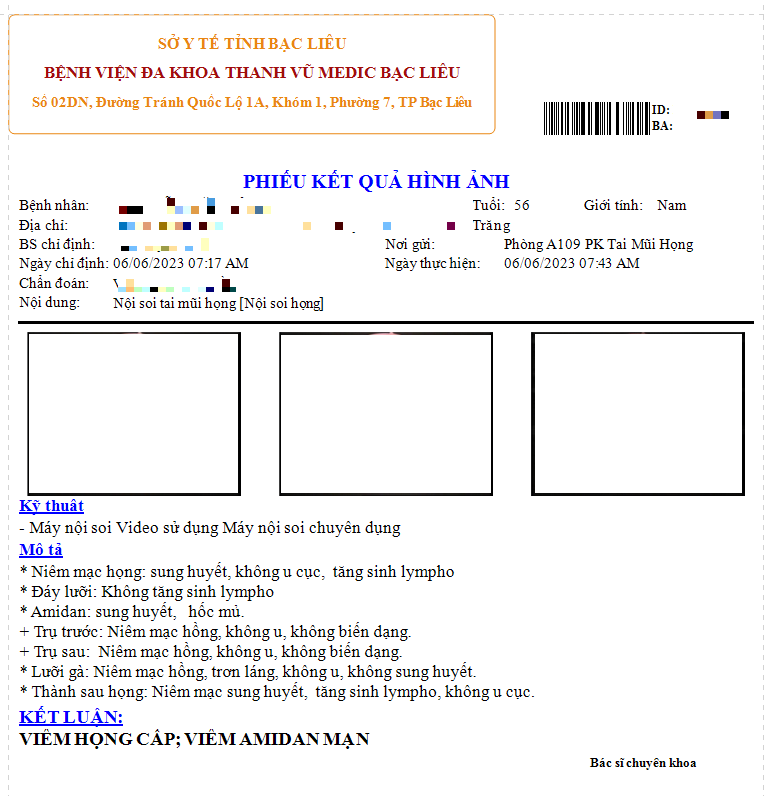 SỞ Y TẾ TỈNH BẠC LIÊU
BỆNH VIỆN ĐA KHOA THANH VŨ MEDIC BẠC LIÊU
Số 02DN, Đường Tránh Quốc Lộ 1A, Khóm 1, Phường 7, TP Bạc Liêu
ID:
BA:
PHIẾU KẾT QUẢ HÌNH ẢNH
Bệnh nhân: Tuổi: 56 Giới tính: Nam
Địa chỉ: Trăng
BS chỉ định: Nơi gửi: Phòng A109 PK Tai Mũi Họng
Ngày chỉ định: 06/06/2023 07:17 AM Ngày thực hiện: 06/06/2023 07:43 AM
Chẩn đoán:
Nội dung: Nội soi tai mũi họng [Nội soi họng]
Kỹ thuât
- Máy nội soi Video sử dụng Máy nội soi chuyên dụng
Mô tả
* Niêm mạc họng: sung huyết, không u cục, tăng sinh lympho
* Đáy lưỡi: Không tăng sinh lympho
* Amidan: sung huyết, hốc mủ.
+ Trụ trước: Niêm mạc hồng, không u, không biến dạng.
+ Trụ sau: Niêm mạc hồng, không u, không biến dạng.
* Lưỡi gà: Niêm mạc hồng, trơn láng, không u, không sung huyết.
* Thành sau họng: Niêm mạc sung huyết, tăng sinh lympho, không u cục.
KẾT LUẬN:
VIÊM HỌNG CẤP; VIÊM AMIDAN MẠN
Bác sĩ chuyên khoa